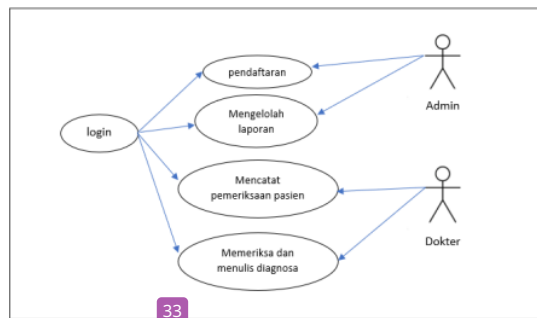 pendaftaran
Admin
Mengelolah
laporan
login
Mencatat
pemeriksaan pasien
Dokter
Memeriksa dan
menulis diagnosa
33